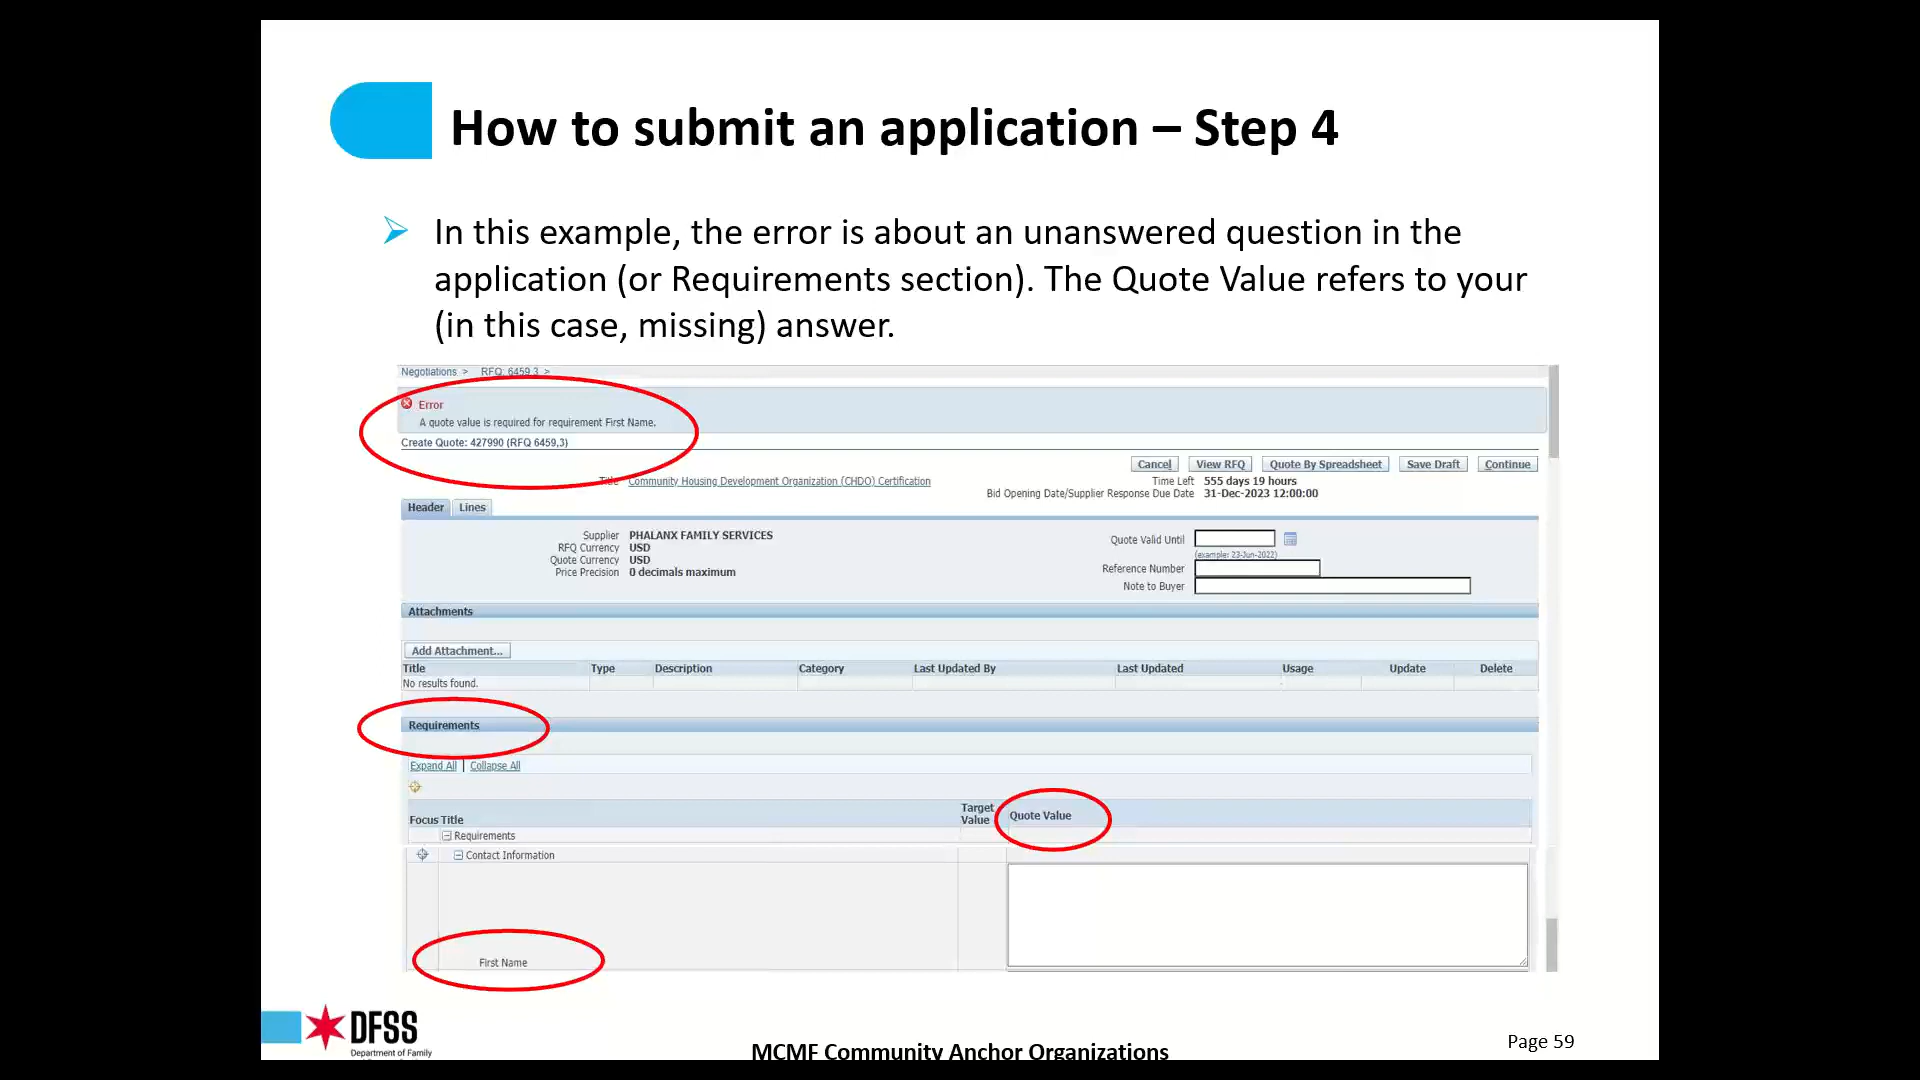 How to submit an application – Step 4
In this example, the error is about an unanswered question in the
application (or Requirements section). The Quote Value refers to your
(in this case, missing) answer.
Negotiations > RFQ: 6459,3 >
Error
A quote value is required for requirement First Name.
Create Quote: 427990 (RFQ 6459,3)
Cancel View RFQ Quote By Spreadsheet Save Draft Continue
Title Community Housing Development Organization (CHDO) Certification
Time Left 555 days 19 hours
Bid Opening Date/Supplier Response Due Date 31-Dec-2023 12:00:00
Header Lines
Supplier PHALANX FAMILY SERVICES
RFQ Currency USD
Quote Currency USD
Price Precision 0 decimals maximum
Quote Valid Until
(example: 23-Jun-2022)
Reference Number
Note to Buyer
Attachments
Add Attachment...
Title Type Description Category Last Updated By Last Updated Usage Update Delete
No results found.
Requirements
Expand All | Collapse All
Focus Title Target Value Quote Value
Requirements
Contact Information
First Name
DFSS
Department of Family
MCMF Community Anchor Organizations
Page 59